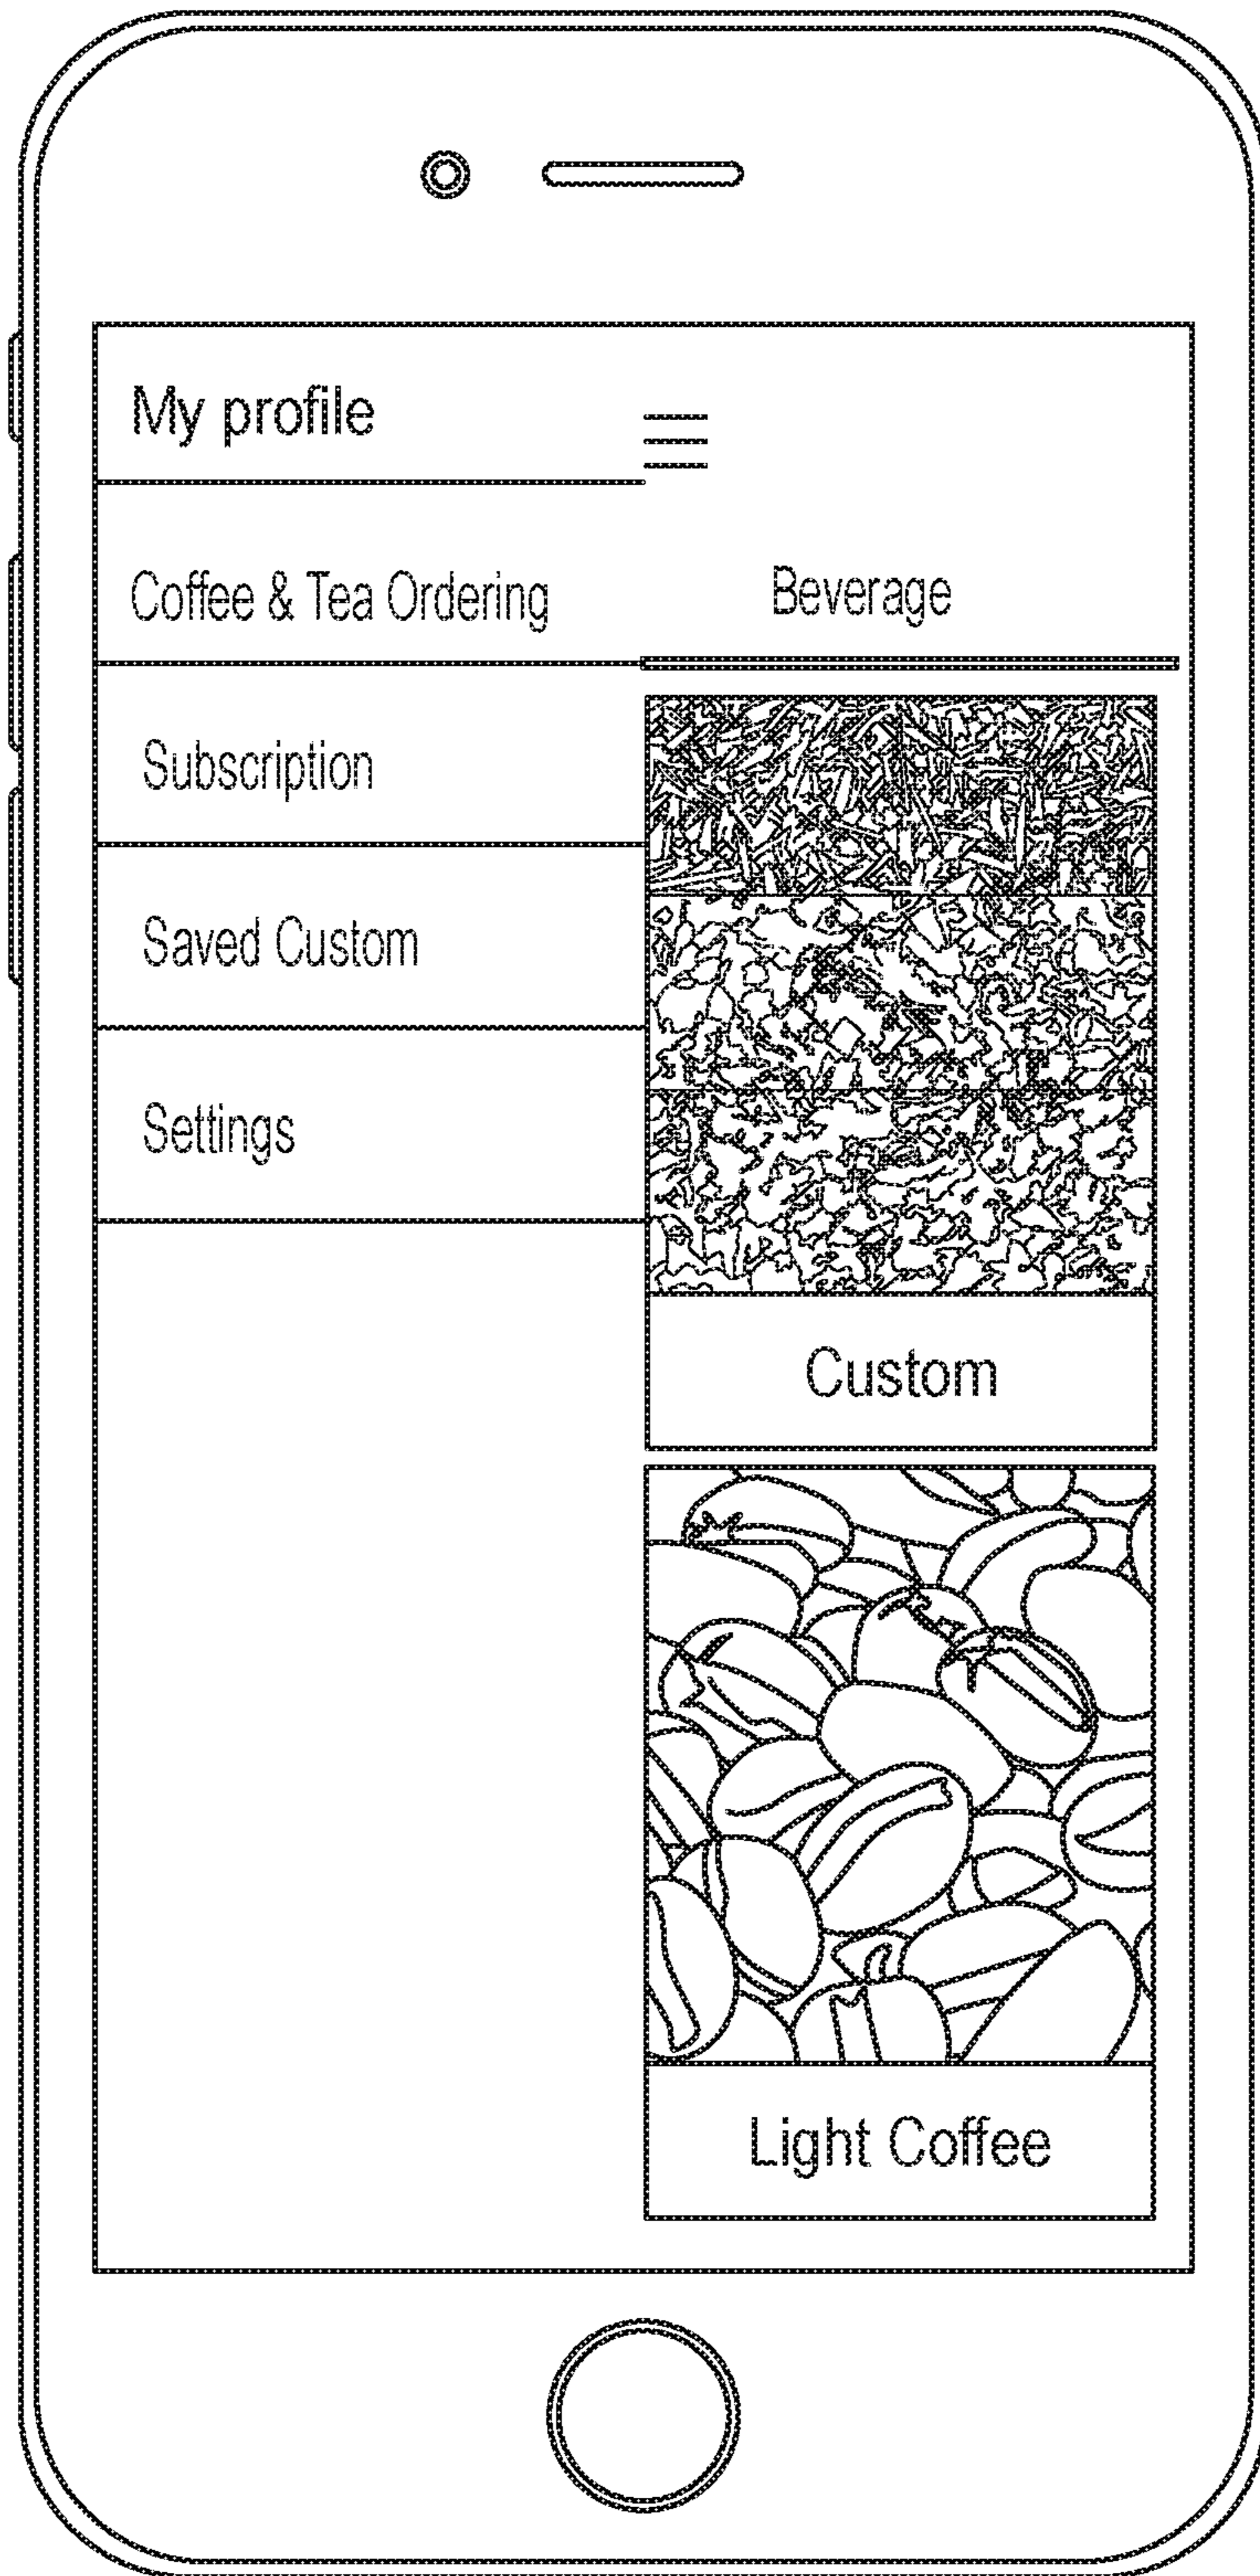 My profile
Coffee & Tea Ordering
Subscription
Saved Custom
Settings
Beverage
Custom
Light Coffee